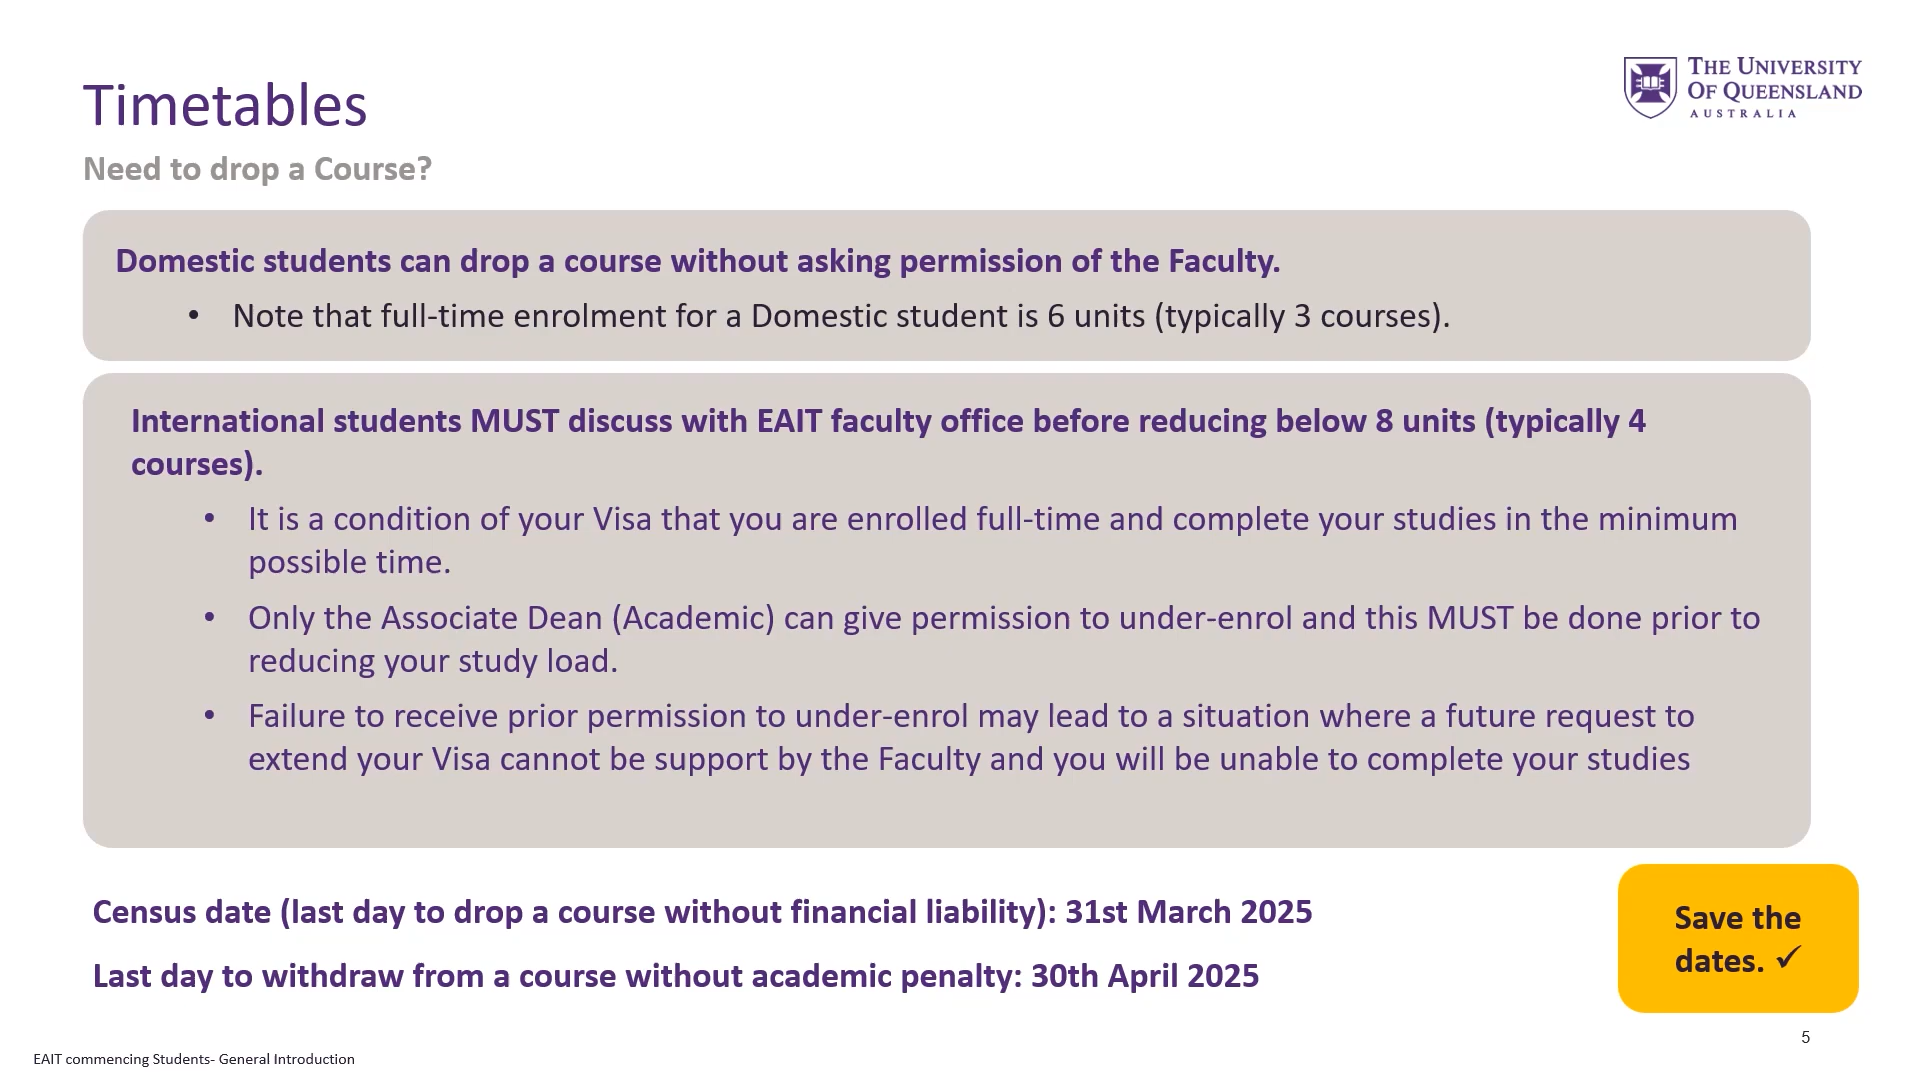 Timetables
THE UNIVERSITY
OF QUEENSLAND
AUSTRALIA
Need to drop a Course?
Domestic students can drop a course without asking permission of the Faculty.
• Note that full-time enrolment for a Domestic student is 6 units (typically 3 courses).
International students MUST discuss with EAIT faculty office before reducing below 8 units (typically 4
courses).
• It is a condition of your Visa that you are enrolled full-time and complete your studies in the minimum
possible time.
• Only the Associate Dean (Academic) can give permission to under-enrol and this MUST be done prior to
reducing your study load.
• Failure to receive prior permission to under-enrol may lead to a situation where a future request to
extend your Visa cannot be support by the Faculty and you will be unable to complete your studies
Census date (last day to drop a course without financial liability): 31st March 2025
Last day to withdraw from a course without academic penalty: 30th April 2025
Save the
dates. ✓
5
EAIT commencing Students- General Introduction